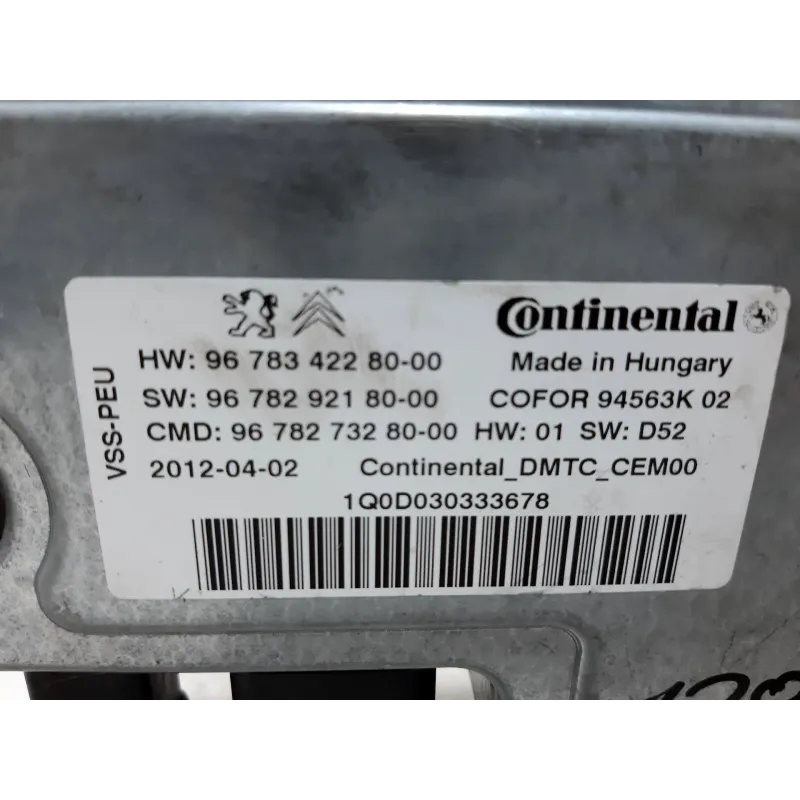 Continental
VSS-PEU
HW: 96 783 422 80-00 Made in Hungary
SW: 96 782 921 80-00 COFOR 94563K 02
CMD: 96 782 732 80-00 HW: 01 SW: D52
2012-04-02 Continental_DMTC_CEM00
1Q0D030333678